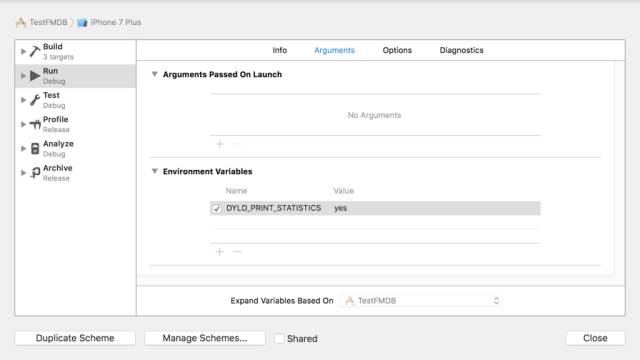 TestFMDB 〉 iPhone 7 Plus
Build
3 targets
Run
Debug
Test
Debug
Profile
Release
Analyze
Debug
Archive
Release
Info Arguments Options Diagnostics
Arguments Passed On Launch
No Arguments
Environment Variables
Name Value
DYLD_PRINT_STATISTICS yes
Expand Variables Based On TestFMDB
Duplicate Scheme Manage Schemes... Shared Close